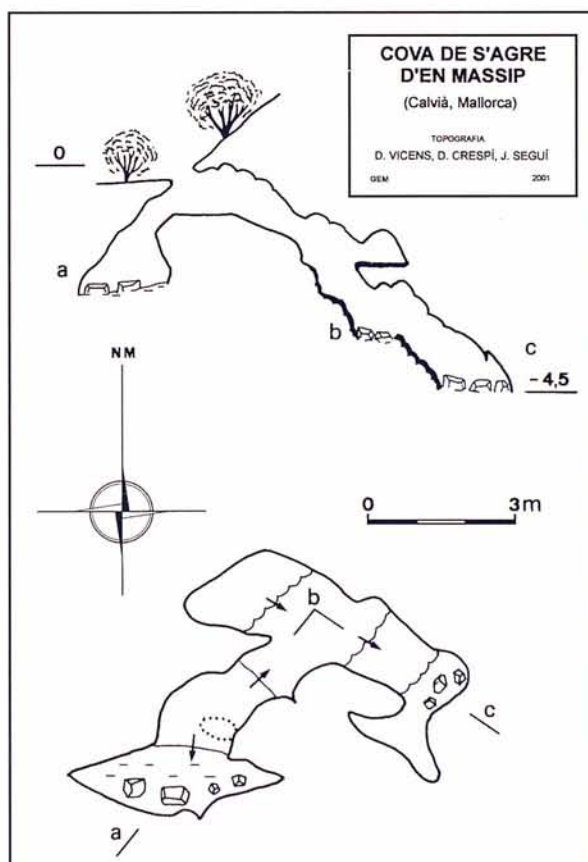 COVA DE S'AGRE
D'EN MASSIP
(Calvià, Mallorca)
TOPOGRAFIA
D. VICENS, D. CRESPÍ, J. SEGUÍ
GEM 2001
0
a
b
c
- 4,5
NM
0 3m
b
c
a